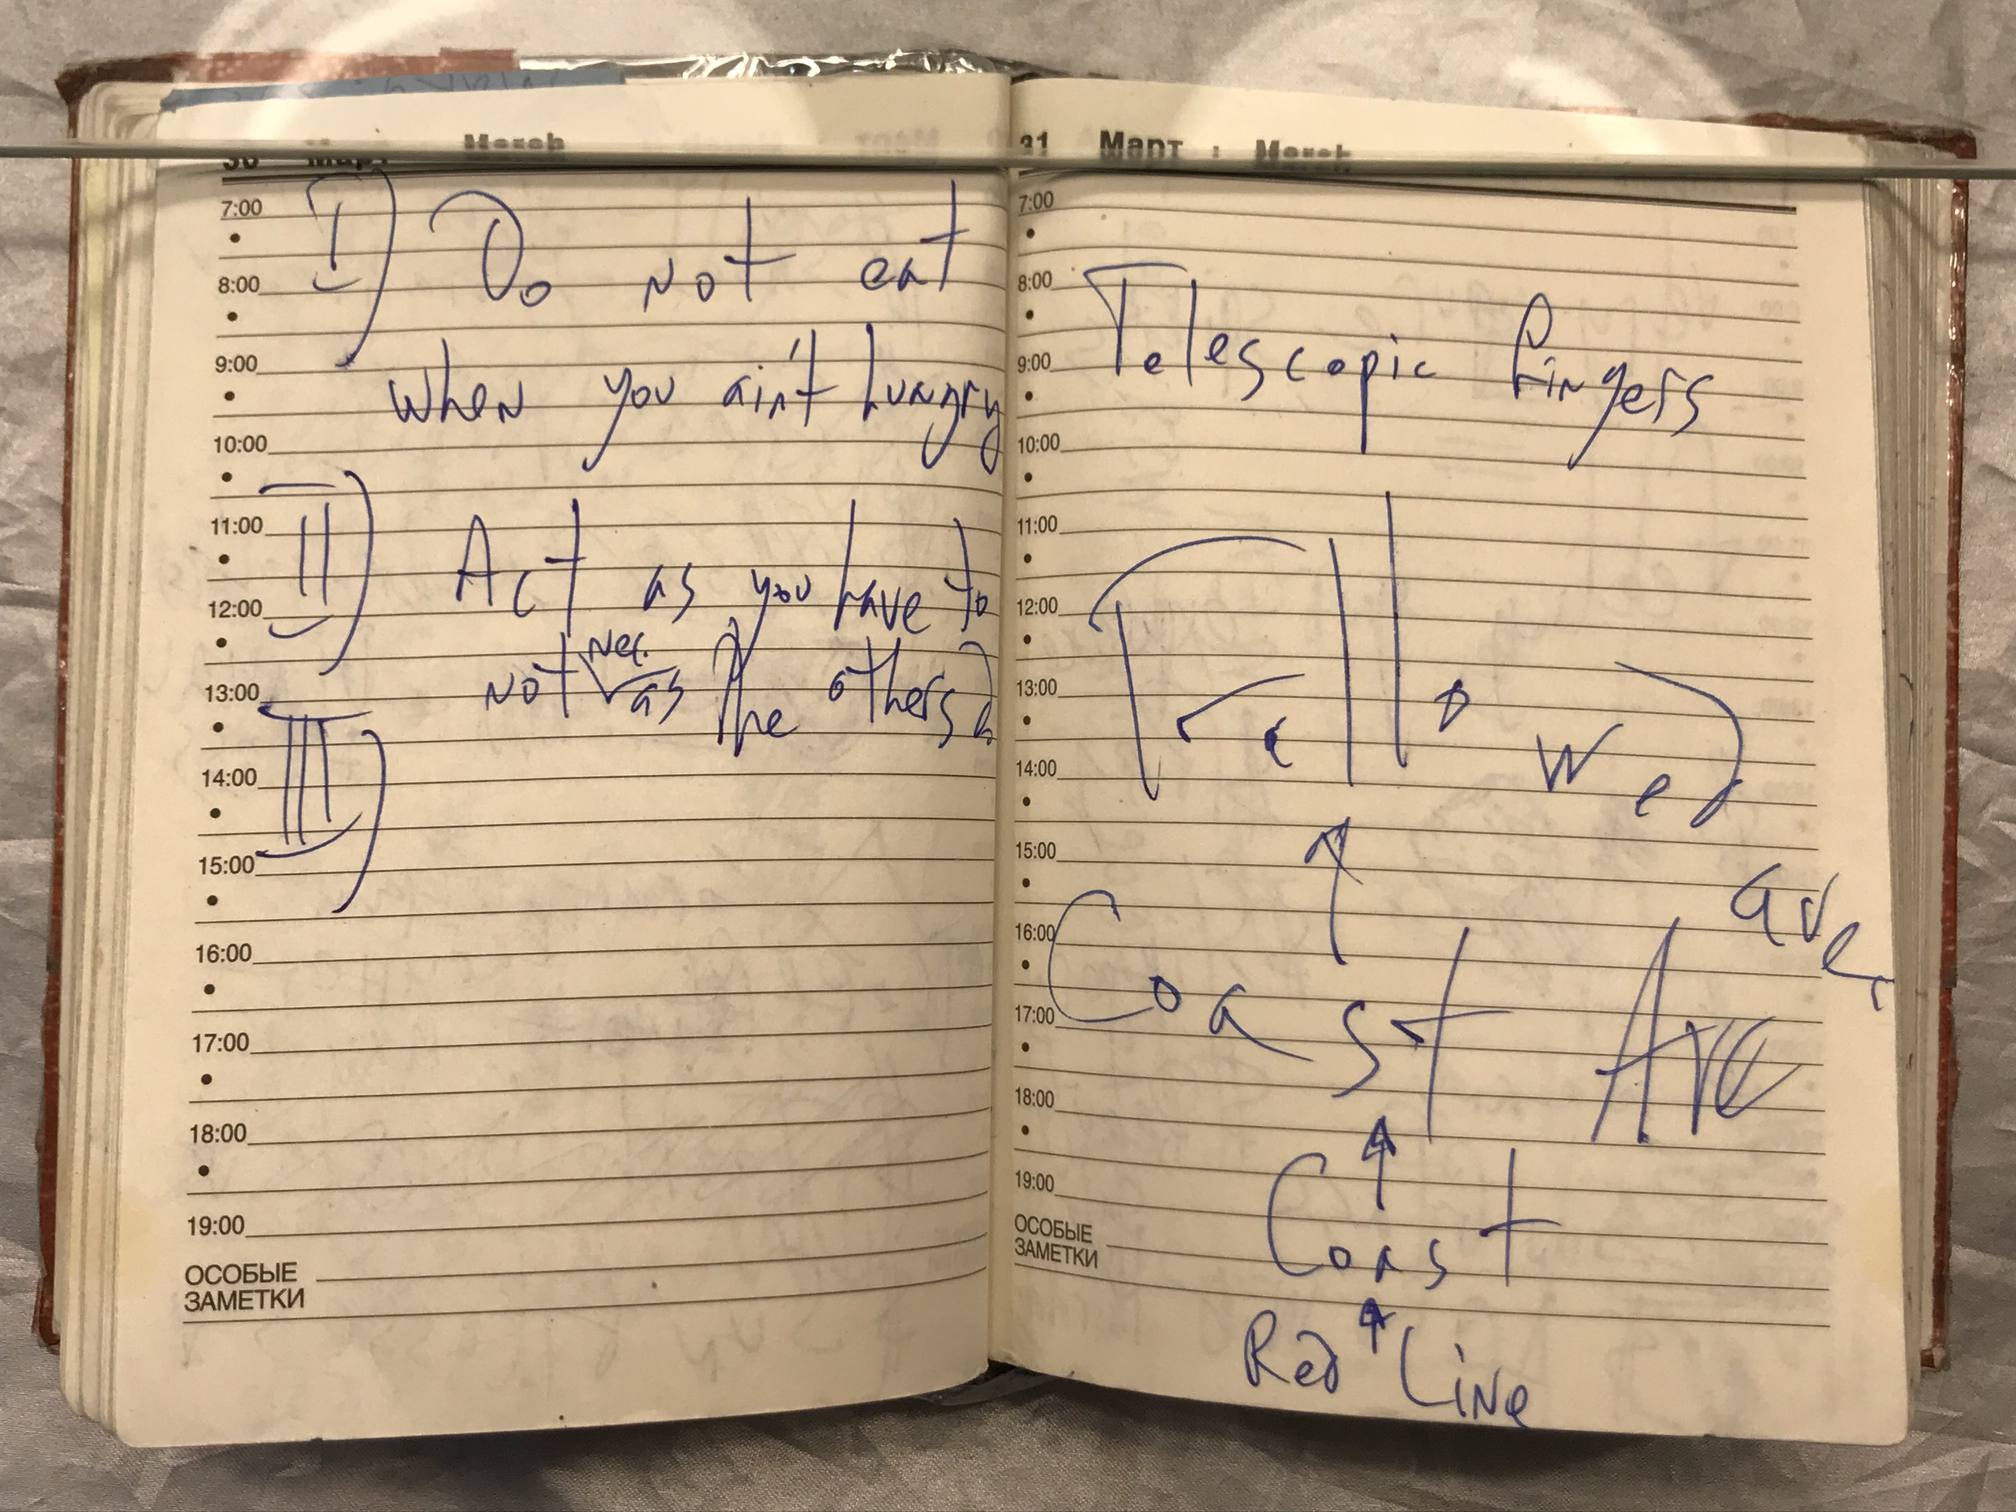 30 Март March
7:00
I) Do not eat
8:00
9:00
when you ain't hungry
10:00
11:00
II) Act as you have to
12:00
not nec. as the others
13:00
III)
14:00
15:00
16:00
17:00
18:00
19:00
ОСОБЫЕ
ЗАМЕТКИ
31 Март : March
7:00
8:00
Telescopic fingers
9:00
10:00
11:00
12:00
13:00
14:00
15:00
ave,
16:00
Coast Ave
17:00
18:00
Coast
19:00
ОСОБЫЕ
ЗАМЕТКИ
Red Line